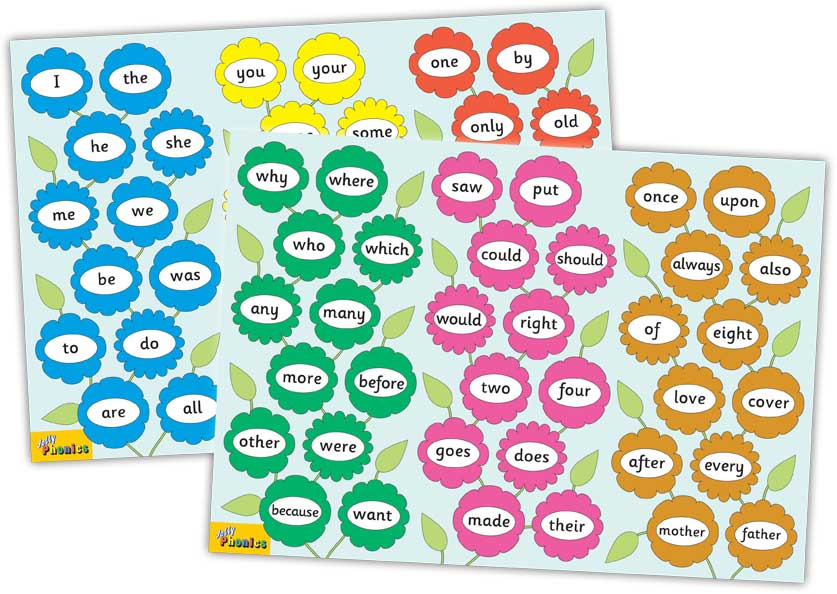 I the
he she
me we
be was
to do
are all
you your
some
one by
only old
Jolly
Phonics
why where
who which
any many
more before
other were
because want
saw put
could should
would right
two four
goes does
made their
once upon
always also
of eight
love cover
after every
mother father
Jolly
Phonics